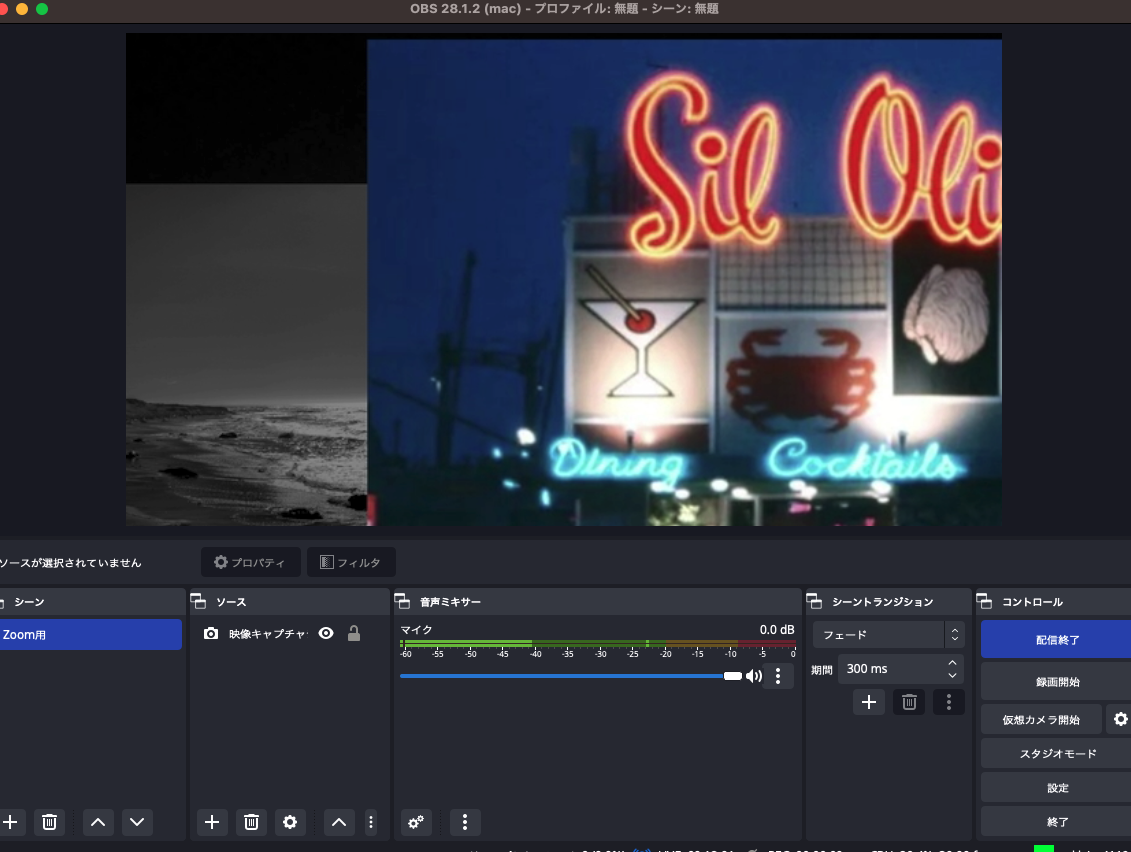 OBS 28.1.2 (mac) - プロファイル: 無題 - シーン: 無題
Sil Oli
Dining Cocktails
ソースが選択されていません
プロパティ
フィルタ
シーン
ソース
音声ミキサー
シーントランジション
コントロール
Zoom用
映像キャプチャ
マイク
0.0 dB
-60 -55 -50 -45 -40 -35 -30 -25 -20 -15 -10 -5 0
フェード
期間
300 ms
配信終了
録画開始
仮想カメラ開始
スタジオモード
設定
終了